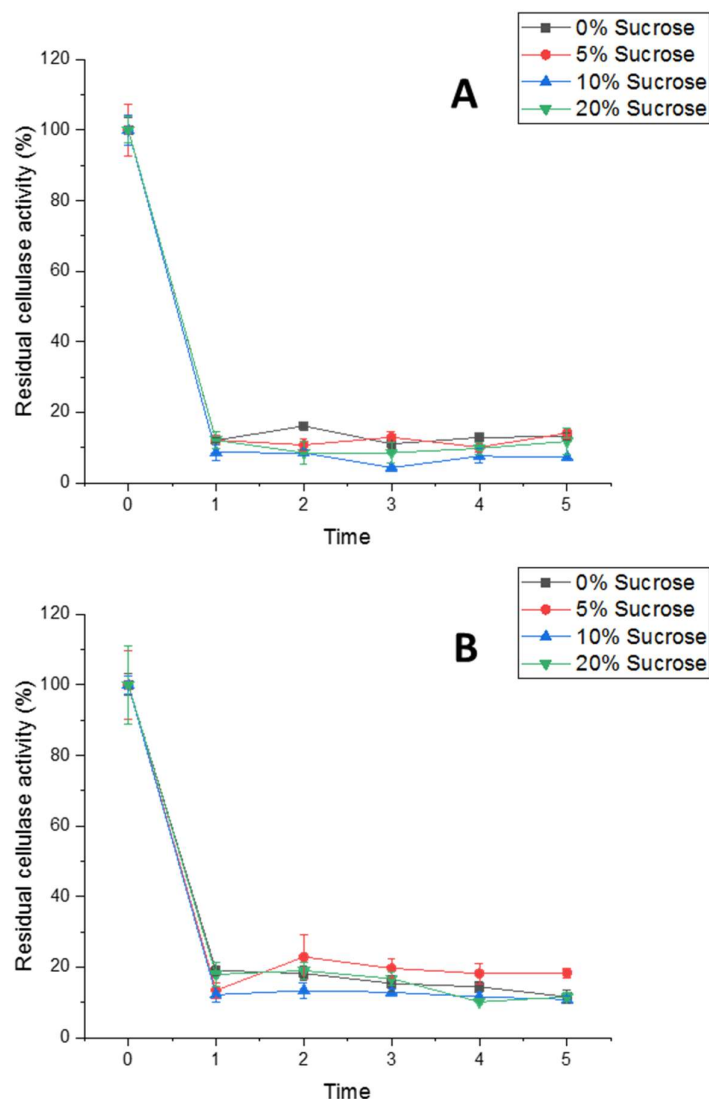 0% Sucrose
5% Sucrose
10% Sucrose
20% Sucrose
A
120
100
80
60
40
20
0
Residual cellulase activity (%)
0 1 2 3 4 5
Time
0% Sucrose
5% Sucrose
10% Sucrose
20% Sucrose
B
120
100
80
60
40
20
0
Residual cellulase activity (%)
0 1 2 3 4 5
Time